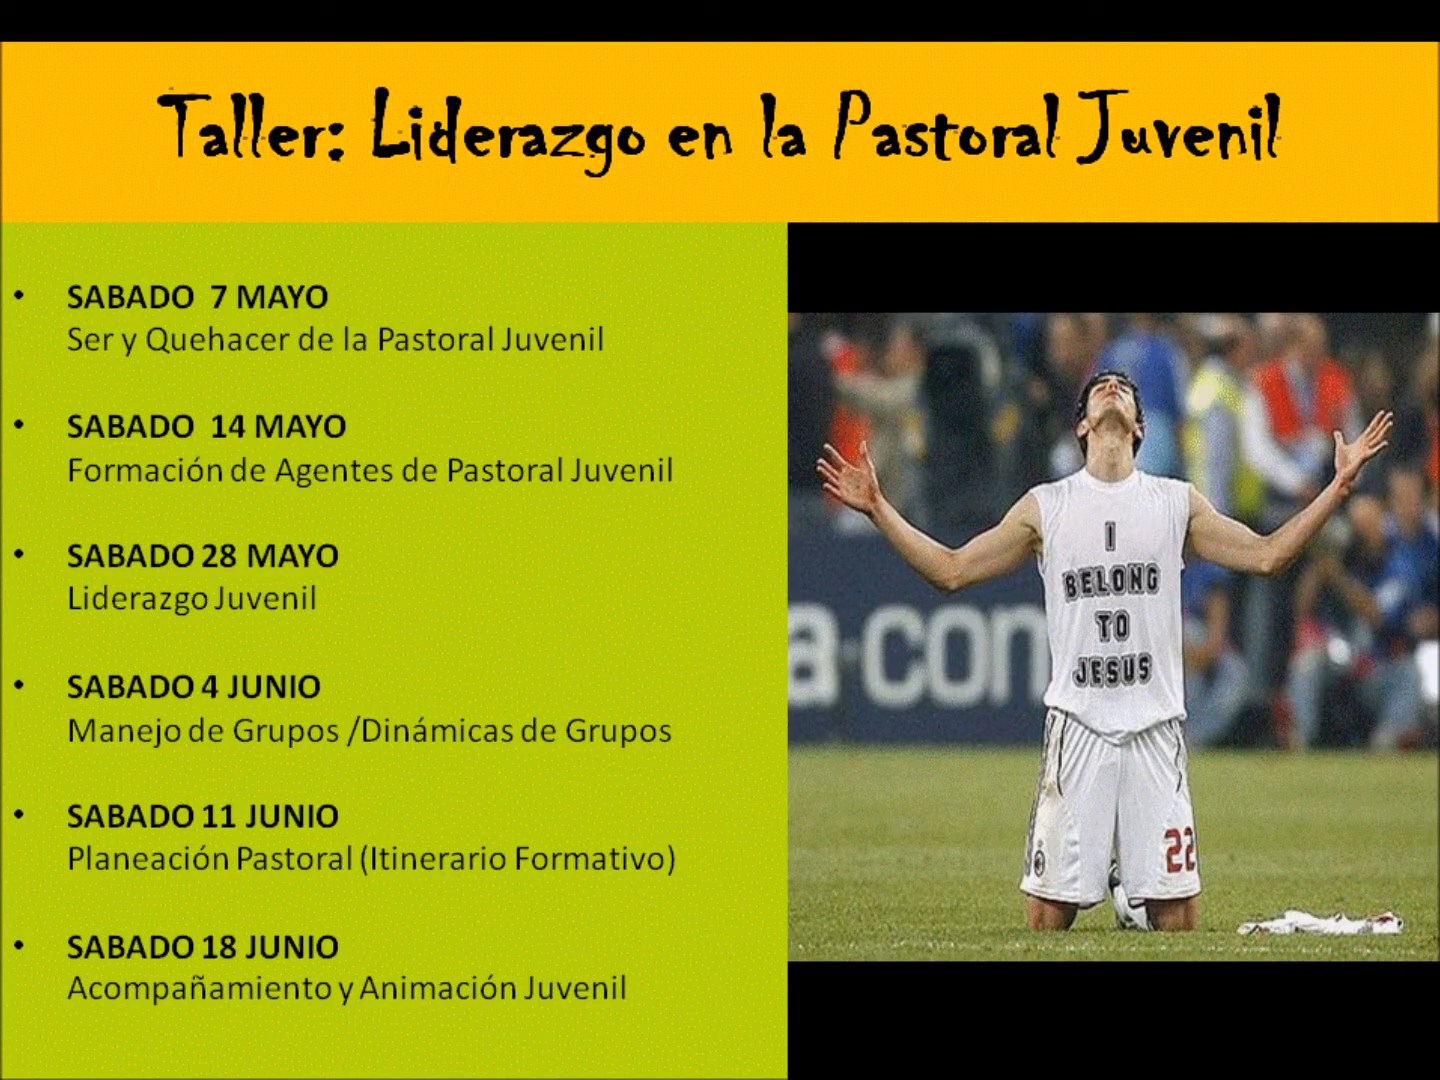 Taller: Liderazgo en la Pastoral Juvenil
• SABADO 7 MAYO
Ser y Quehacer de la Pastoral Juvenil
• SABADO 14 MAYO
Formación de Agentes de Pastoral Juvenil
• SABADO 28 MAYO
Liderazgo Juvenil
• SABADO 4 JUNIO
Manejo de Grupos /Dinámicas de Grupos
• SABADO 11 JUNIO
Planeación Pastoral (Itinerario Formativo)
• SABADO 18 JUNIO
Acompañamiento y Animación Juvenil
I
BELONG
TO
JESUS
a.com
22